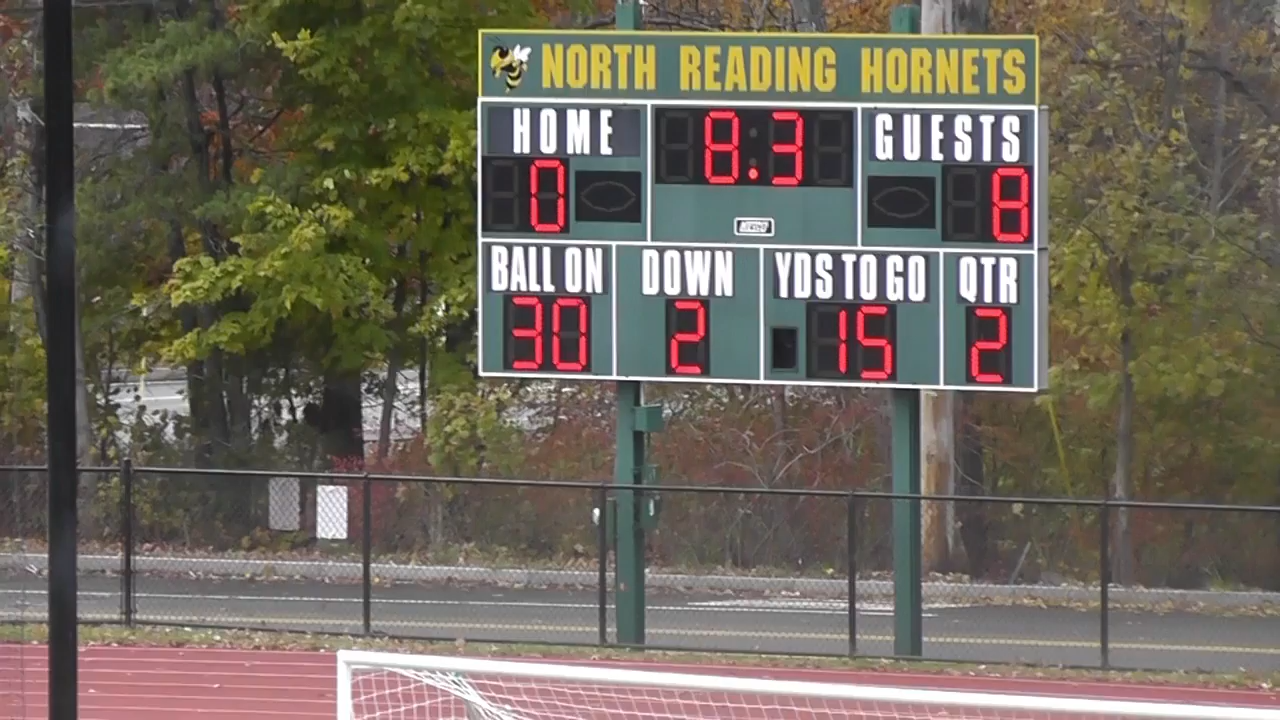 NORTH READING HORNETS
HOME 8.3 GUESTS
0 8
NEVCO
BALL ON DOWN YDS TO GO QTR
30 2 15 2